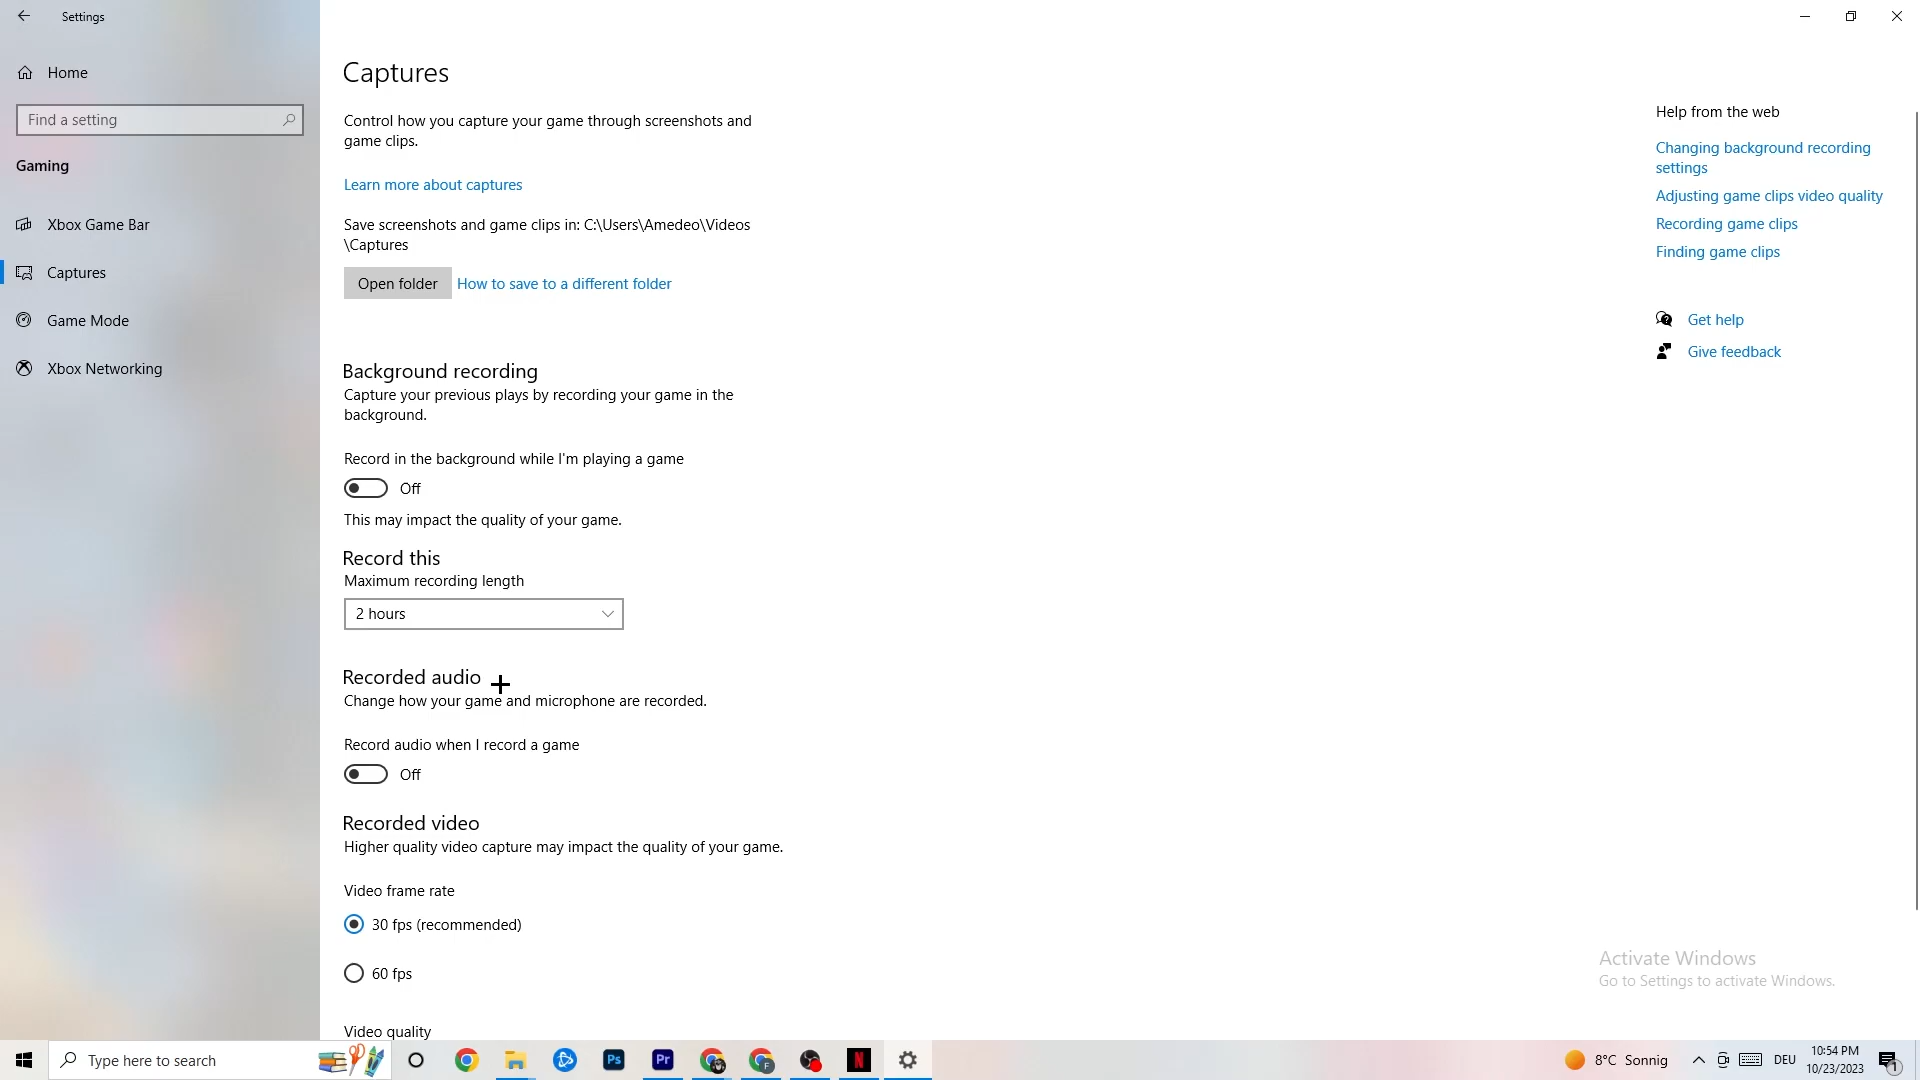 Settings
Home
Find a setting
Gaming
Xbox Game Bar
Captures
Game Mode
Xbox Networking
Captures
Control how you capture your game through screenshots and
game clips.
Learn more about captures
Save screenshots and game clips in: C:\Users\Amedeo\Videos
\Captures
Open folder
How to save to a different folder
Background recording
Capture your previous plays by recording your game in the
background.
Record in the background while I'm playing a game
Off
This may impact the quality of your game.
Record this
Maximum recording length
2 hours
Recorded audio
Change how your game and microphone are recorded.
Record audio when I record a game
Off
Recorded video
Higher quality video capture may impact the quality of your game.
Video frame rate
30 fps (recommended)
60 fps
Video quality
Help from the web
Changing background recording
settings
Adjusting game clips video quality
Recording game clips
Finding game clips
Get help
Give feedback
Activate Windows
Go to Settings to activate Windows.
Type here to search
Ps
Pr
F
N
8°C Sonnig
DEU
10:54 PM
10/23/2023
1